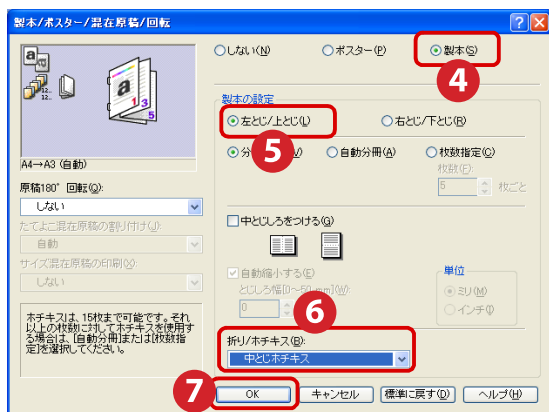 製本/ポスター/混在原稿/回転
しない(N)
ポスター(P)
製本(S)
4
製本の設定
左とじ/上とじ(L)
右とじ/下とじ(R)
5
自動分冊(A)
枚数指定(C)
枚数(F):
5
枚ごと
A4→A3 (自動)
原稿180° 回転(Q):
しない
たてよこ混在原稿の割り付け(J):
自動
サイズ混在原稿の印刷(X):
しない
中とじしろをつける(G)
自動縮小する(E)
0
単位
ミリ(M)
インチ(I)
6
ホチキスは、15枚まで可能です。それ
以上の枚数に対してホチキスを使用す
る場合は、[自動分冊]または[枚数指
定]を選択してください。
折り/ホチキス(B):
中とじホチキス
7
OK
キャンセル
標準に戻す(D)
ヘルプ(H)